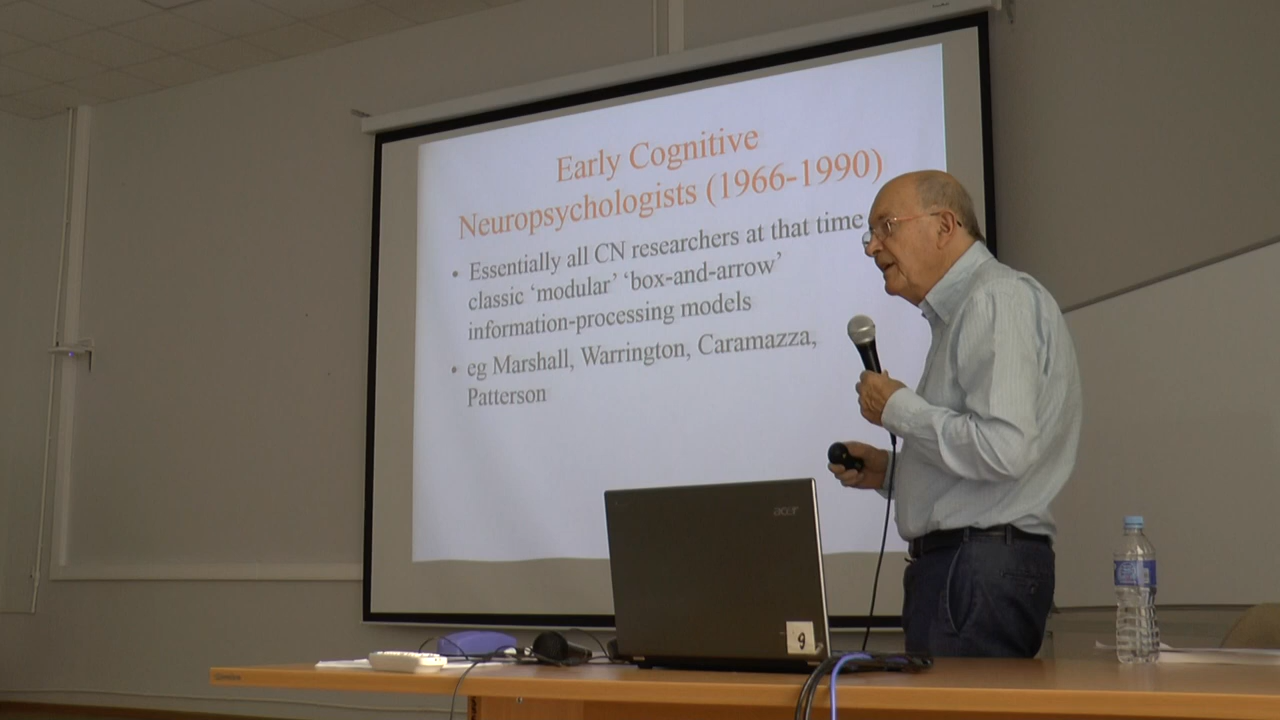 Early Cognitive
Neuropsychologists (1966-1990)
• Essentially all CN researchers at that time
classic ‘modular’ ‘box-and-arrow’
information-processing models
• eg Marshall, Warrington, Caramazza,
Patterson
acer
9